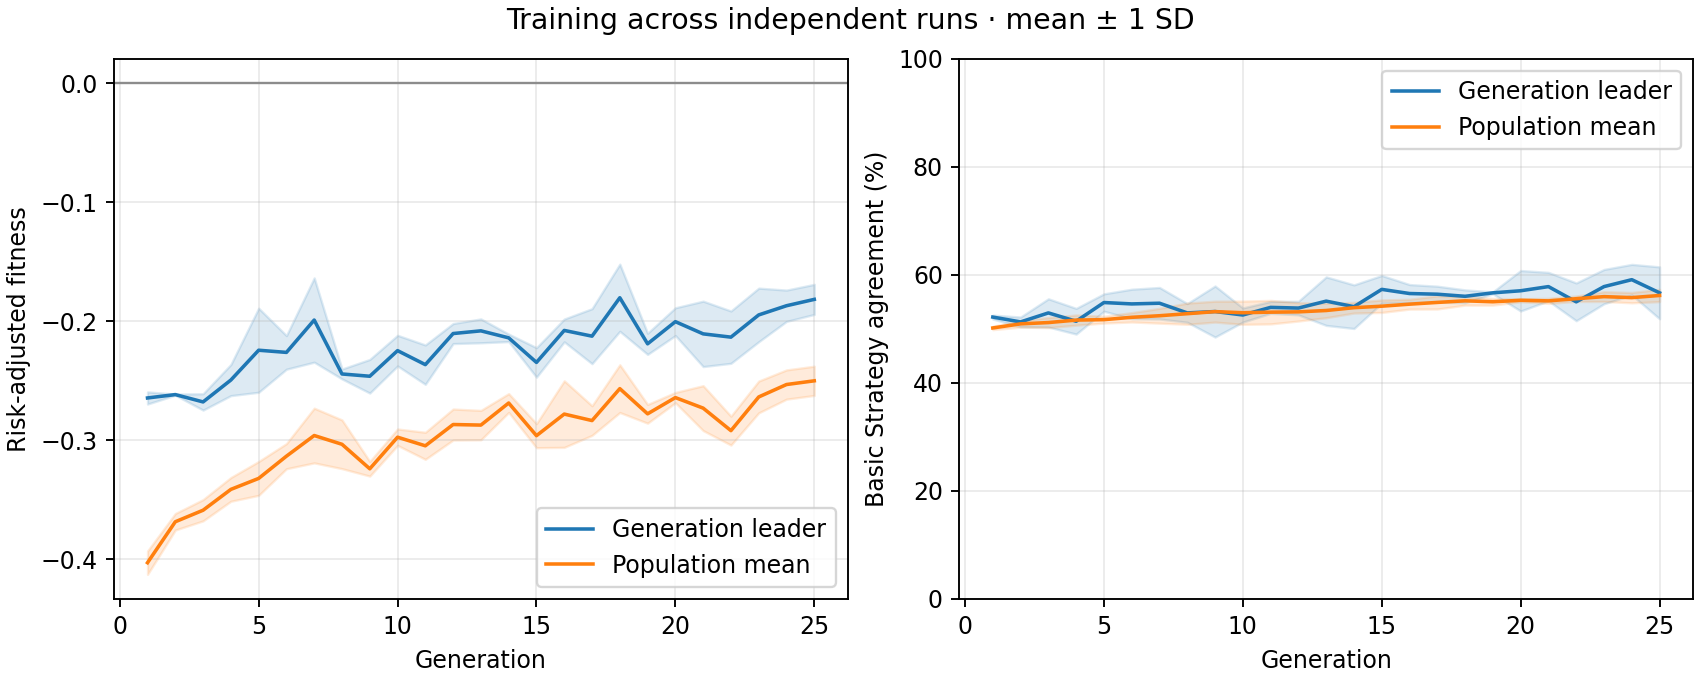 Training across independent runs · mean ± 1 SD
Risk-adjusted fitness
0.0
−0.1
−0.2
−0.3
−0.4
0 5 10 15 20 25
Generation
Generation leader
Population mean
Basic Strategy agreement (%)
100
80
60
40
20
0
0 5 10 15 20 25
Generation
Generation leader
Population mean